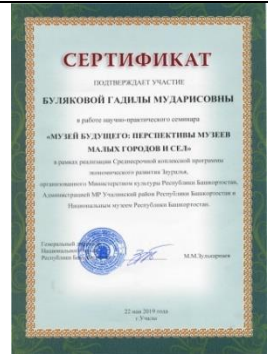 СЕРТИФИКАТ
ПОДТВЕРЖДАЕТ УЧАСТИЕ
БУЛЯКОВОЙ ГАДИЛЫ МУДАРИСОВНЫ
в работе научно-практического семинара
«МУЗЕЙ БУДУЩЕГО: ПЕРСПЕКТИВЫ МУЗЕЕВ
МАЛЫХ ГОРОДОВ И СЕЛ»
в рамках реализации Среднесрочной комплексной программы
экономического развития Зауралья,
организованного Министерством культуры Республики Башкортостан,
Администрацией МР Учалинский район Республики Башкортостан и
Национальным музеем Республики Башкортостан.
Генеральный
Национального
Республики
22 мая 2019 года
г.Учалы